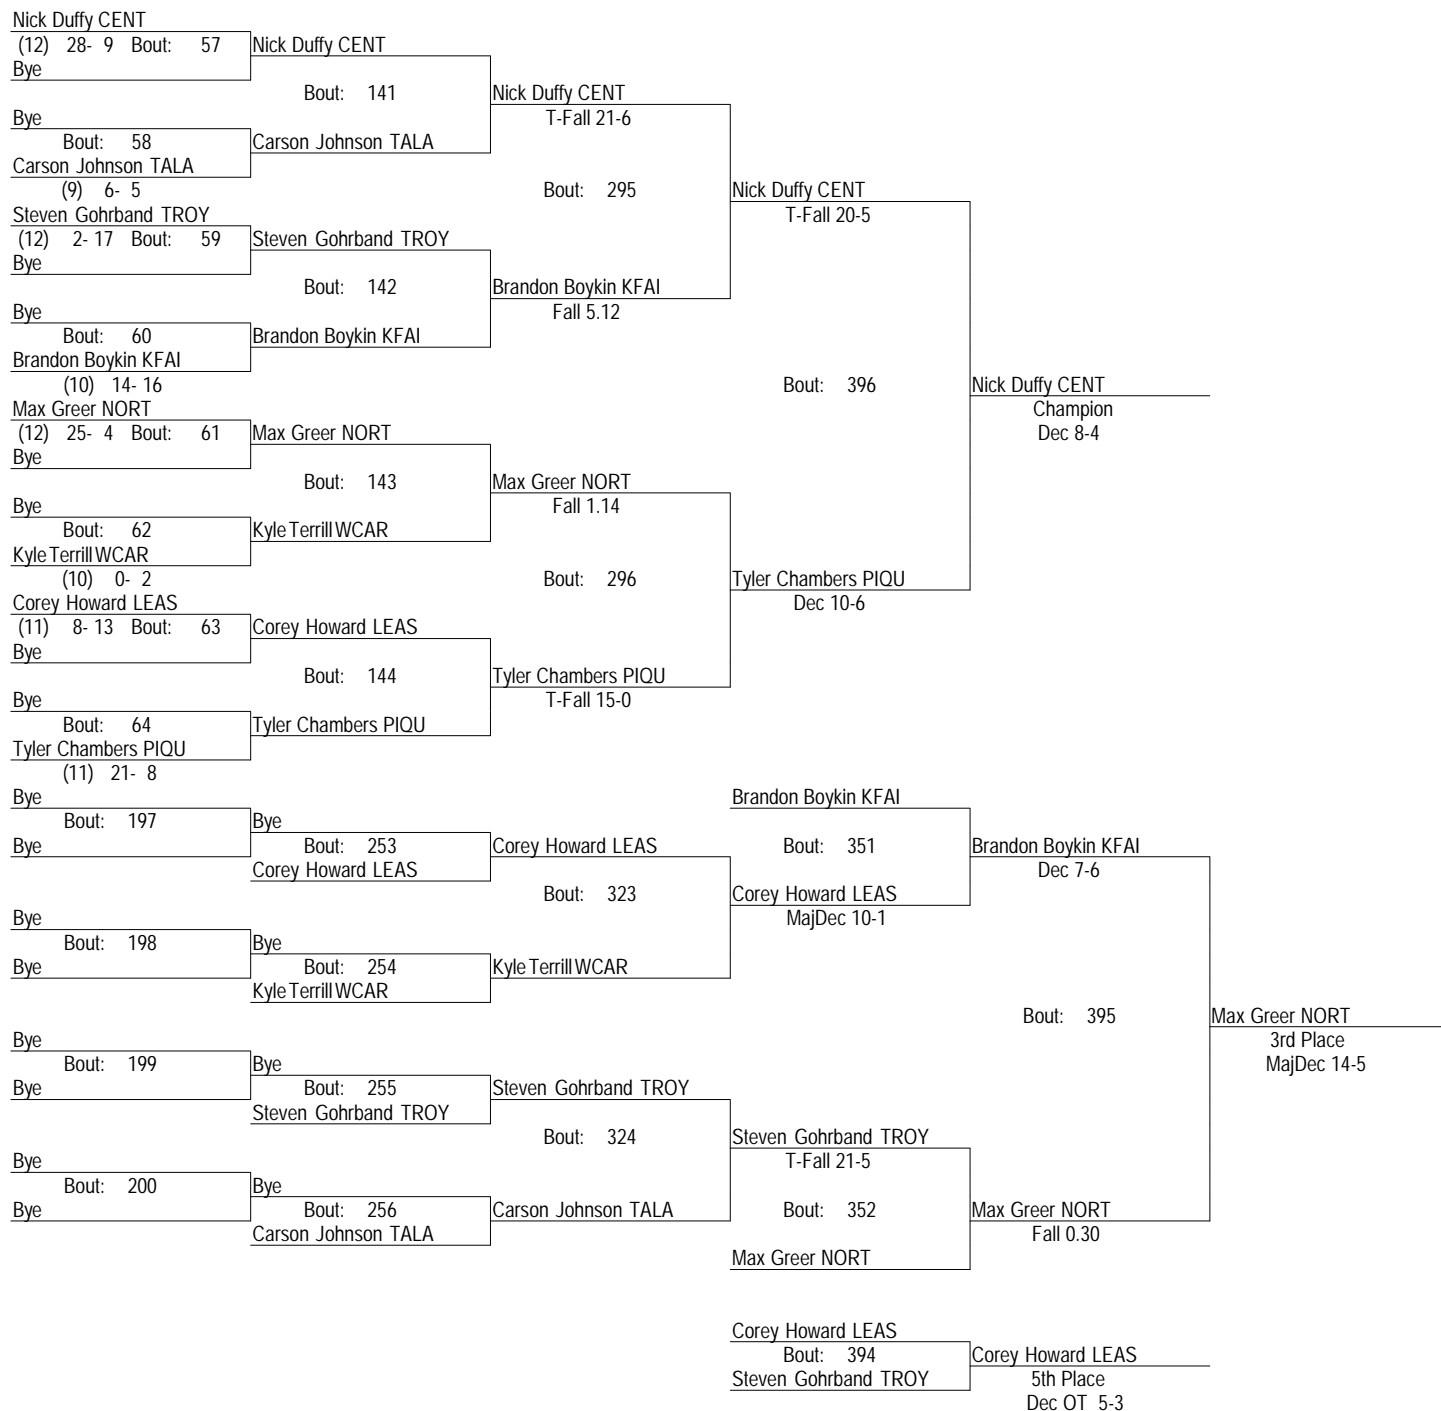 Nick Duffy CENT
(12) 28- 9 Bout: 57 Nick Duffy CENT
Bye
Bout: 141 Nick Duffy CENT
Bye T-Fall 21-6
Bout: 58 Carson Johnson TALA
Carson Johnson TALA
(9) 6- 5 Bout: 295 Nick Duffy CENT
Steven Gohrband TROY T-Fall 20-5
(12) 2- 17 Bout: 59 Steven Gohrband TROY
Bye
Bout: 142 Brandon Boykin KFAI
Bye Fall 5.12
Bout: 60 Brandon Boykin KFAI
Brandon Boykin KFAI
(10) 14- 16 Bout: 396 Nick Duffy CENT
Max Greer NORT Champion
(12) 25- 4 Bout: 61 Max Greer NORT Dec 8-4
Bye
Bout: 143 Max Greer NORT
Bye Fall 1.14
Bout: 62 Kyle Terrill WCAR
Kyle Terrill WCAR
(10) 0- 2 Bout: 296 Tyler Chambers PIQU
Corey Howard LEAS Dec 10-6
(11) 8- 13 Bout: 63 Corey Howard LEAS
Bye
Bout: 144 Tyler Chambers PIQU
Bye T-Fall 15-0
Bout: 64 Tyler Chambers PIQU
Tyler Chambers PIQU
(11) 21- 8
Bye Brandon Boykin KFAI
Bout: 197 Bye
Bye Bout: 253 Corey Howard LEAS Bout: 351 Brandon Boykin KFAI
Corey Howard LEAS Dec 7-6
Bout: 323 Corey Howard LEAS
Bye MajDec 10-1
Bout: 198 Bye
Bye Bout: 254 Kyle Terrill WCAR
Kyle Terrill WCAR
Bout: 395 Max Greer NORT
Bye 3rd Place
Bout: 199 Bye MajDec 14-5
Bye Bout: 255 Steven Gohrband TROY
Steven Gohrband TROY
Bout: 324 Steven Gohrband TROY
Bye T-Fall 21-5
Bout: 200 Bye
Bye Bout: 256 Carson Johnson TALA Bout: 352 Max Greer NORT
Carson Johnson TALA Fall 0.30
Max Greer NORT
Corey Howard LEAS
Bout: 394 Corey Howard LEAS
Steven Gohrband TROY 5th Place
Dec OT 5-3